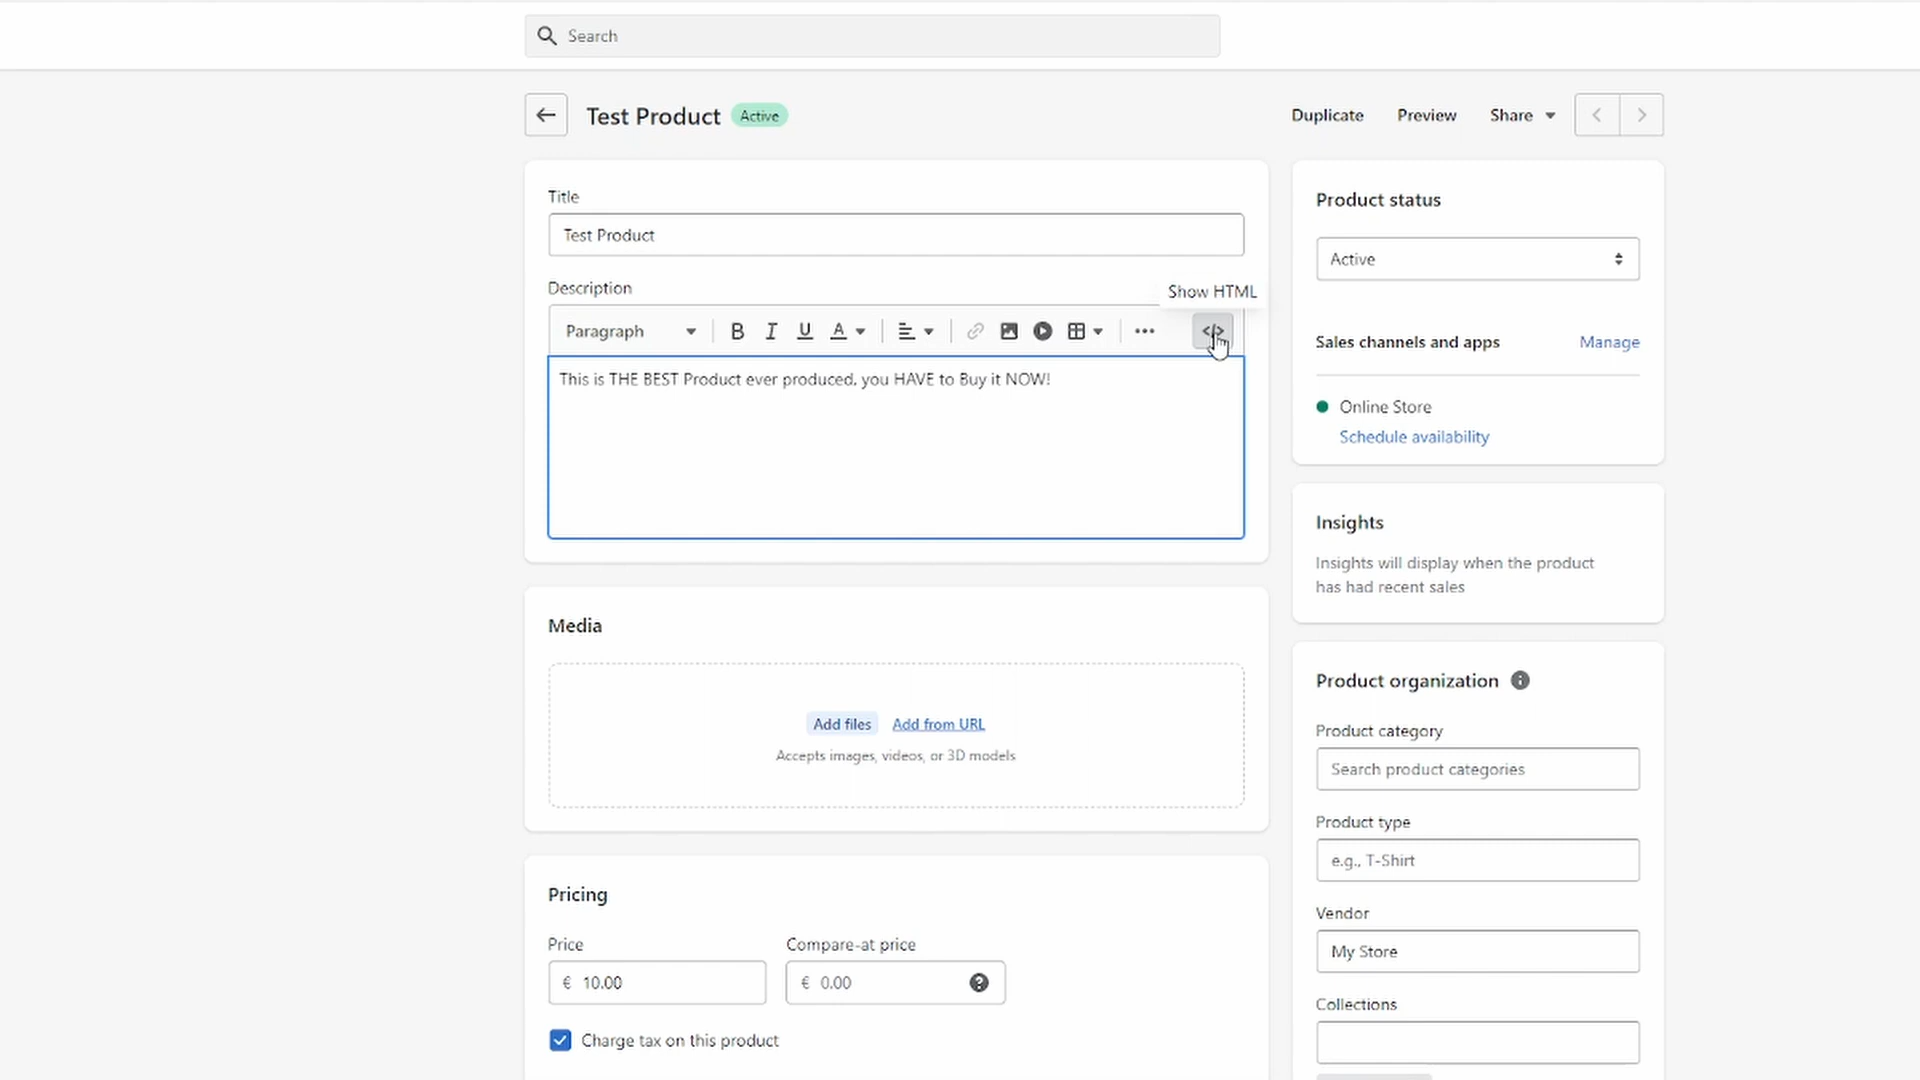 Search
Test Product Active
Duplicate Preview Share
Title
Test Product
Description
Show HTML
Paragraph B I U A
This is THE BEST Product ever produced, you HAVE to Buy it NOW!
Media
Add files Add from URL
Accepts images, videos, or 3D models
Pricing
Price Compare-at price
€ 10.00 € 0.00
Charge tax on this product
Product status
Active
Sales channels and apps Manage
Online Store
Schedule availability
Insights
Insights will display when the product
has had recent sales
Product organization
Product category
Search product categories
Product type
e.g., T-Shirt
Vendor
My Store
Collections